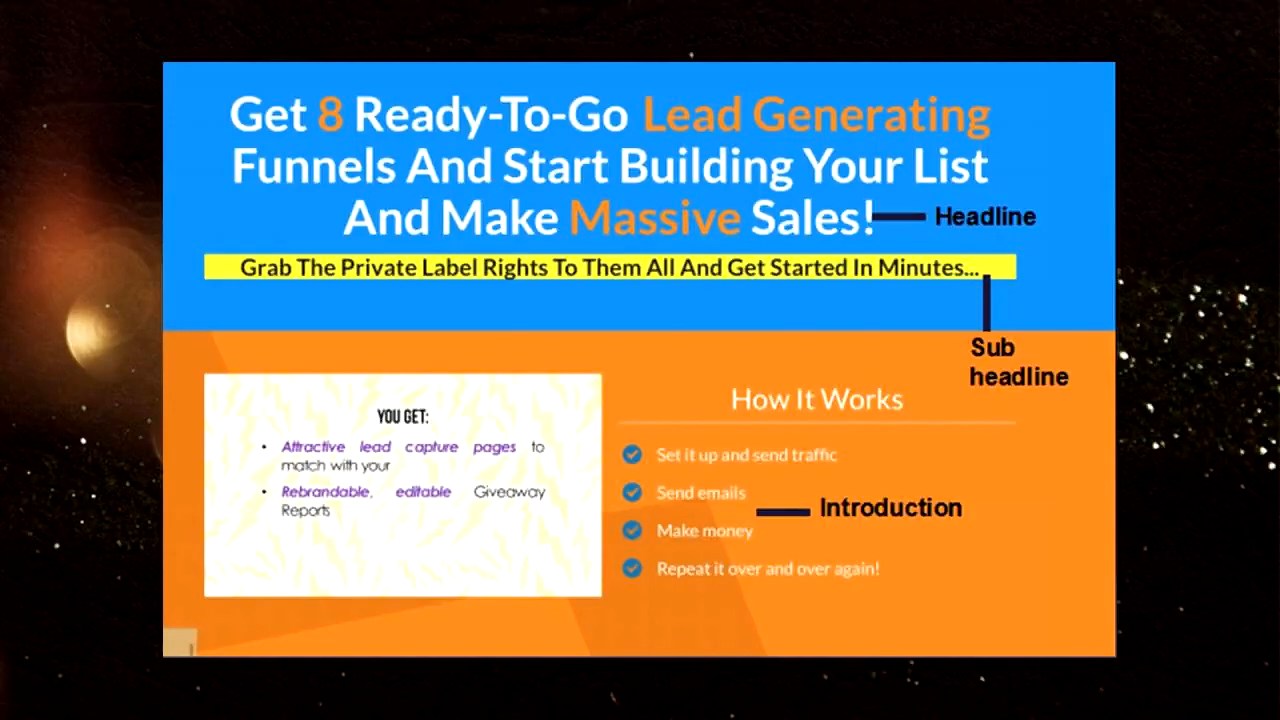 Get 8 Ready-To-Go Lead Generating
Funnels And Start Building Your List
And Make Massive Sales!
Headline
Grab The Private Label Rights To Them All And Get Started In Minutes...
Sub
headline
YOU GET:
• Attractive lead capture pages to
match with your
• Rebrandable, editable Giveaway
Reports
How It Works
Set it up and send traffic
Send emails
Introduction
Make money
Repeat it over and over again!